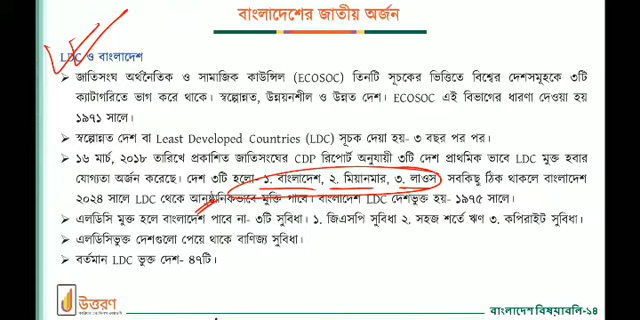 বাংলাদেশের জাতীয় অর্জন
LDC ও বাংলাদেশ
➢ জাতিসংঘ অর্থনৈতিক ও সামাজিক কাউন্সিল (ECOSOC) তিনটি সূচকের ভিত্তিতে বিশ্বের দেশসমূহকে ৩টি
ক্যাটাগরিতে ভাগ করে থাকে। স্বল্পোন্নত, উন্নয়নশীল ও উন্নত দেশ। ECOSOC এই বিভাগের ধারণা দেওয়া হয়
১৯৭১ সালে।
➢ স্বল্পোন্নত দেশ বা Least Developed Countries (LDC) সূচক দেয়া হয়- ৩ বছর পর পর।
➢ ১৬ মার্চ, ২০১৮ তারিখে প্রকাশিত জাতিসংঘের CDP রিপোর্ট অনুযায়ী ৩টি দেশ প্রাথমিক ভাবে LDC মুক্ত হবার
যোগ্যতা অর্জন করেছে। দেশ ৩টি হলো- ১. বাংলাদেশ, ২. মিয়ানমার, ৩. লাওস। সবকিছু ঠিক থাকলে বাংলাদেশ
২০২৪ সালে LDC থেকে আনুষ্ঠানিকভাবে মুক্তি পাবে। বাংলাদেশ LDC দেশভুক্ত হয়- ১৯৭৫ সালে।
➢ এলডিসি মুক্ত হলে বাংলাদেশ পাবে না- ৩টি সুবিধা। ১. জিএসপি সুবিধা ২. সহজ শর্তে ঋণ ৩. কপিরাইট সুবিধা।
➢ এলডিসিভুক্ত দেশগুলো পেয়ে থাকে বাণিজ্য সুবিধা।
➢ বর্তমান LDC ভুক্ত দেশ- ৪৭টি।
উত্তরণ
বাংলাদেশ বিষয়াবলি-১৪